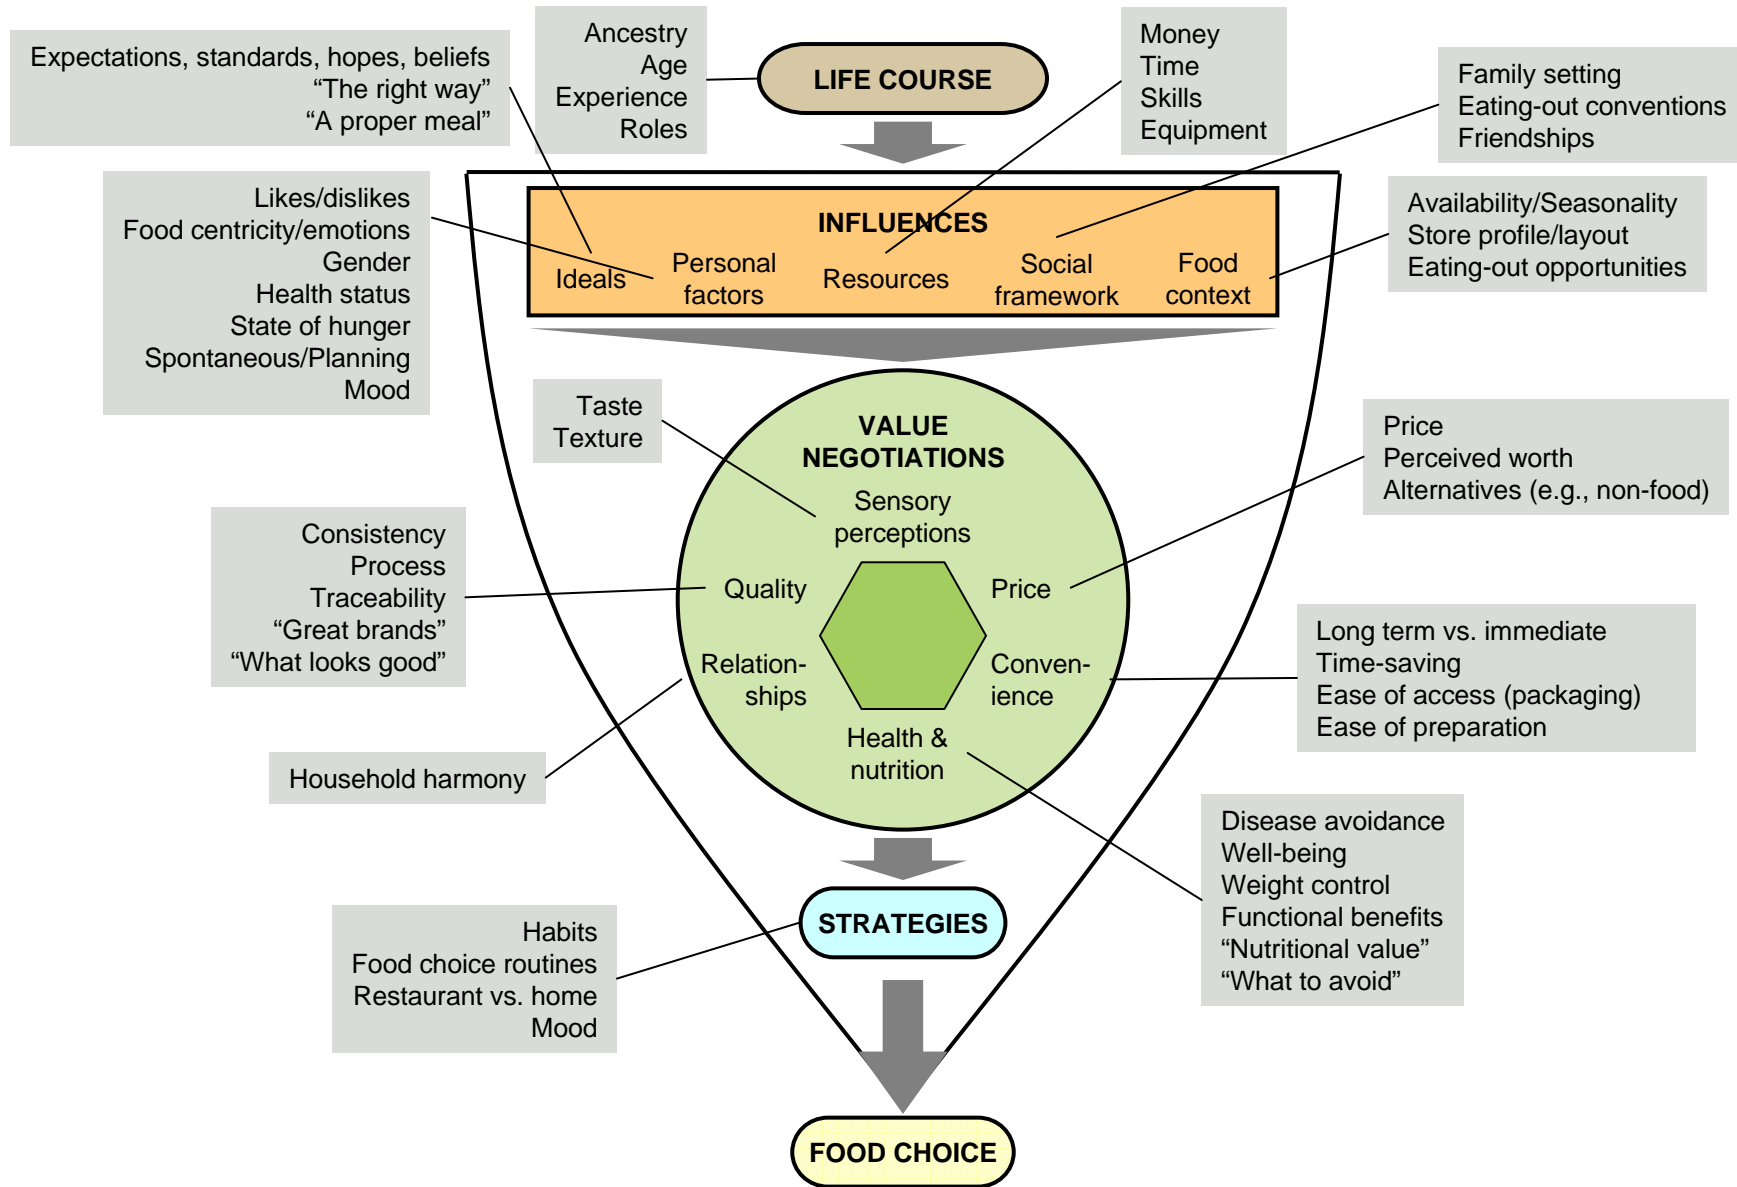 Expectations, standards, hopes, beliefs
“The right way”
“A proper meal”
Ancestry
Age
Experience
Roles
LIFE COURSE
Money
Time
Skills
Equipment
Family setting
Eating-out conventions
Friendships
Likes/dislikes
Food centricity/emotions
Gender
Health status
State of hunger
Spontaneous/Planning
Mood
INFLUENCES
Ideals
Personal
factors
Resources
Social
framework
Food
context
Availability/Seasonality
Store profile/layout
Eating-out opportunities
Taste
Texture
VALUE
NEGOTIATIONS
Sensory
perceptions
Quality
Price
Relation-
ships
Conven-
ience
Health &
nutrition
Price
Perceived worth
Alternatives (e.g., non-food)
Consistency
Process
Traceability
“Great brands”
“What looks good”
Long term vs. immediate
Time-saving
Ease of access (packaging)
Ease of preparation
Household harmony
Disease avoidance
Well-being
Weight control
Functional benefits
“Nutritional value”
“What to avoid”
Habits
Food choice routines
Restaurant vs. home
Mood
STRATEGIES
FOOD CHOICE